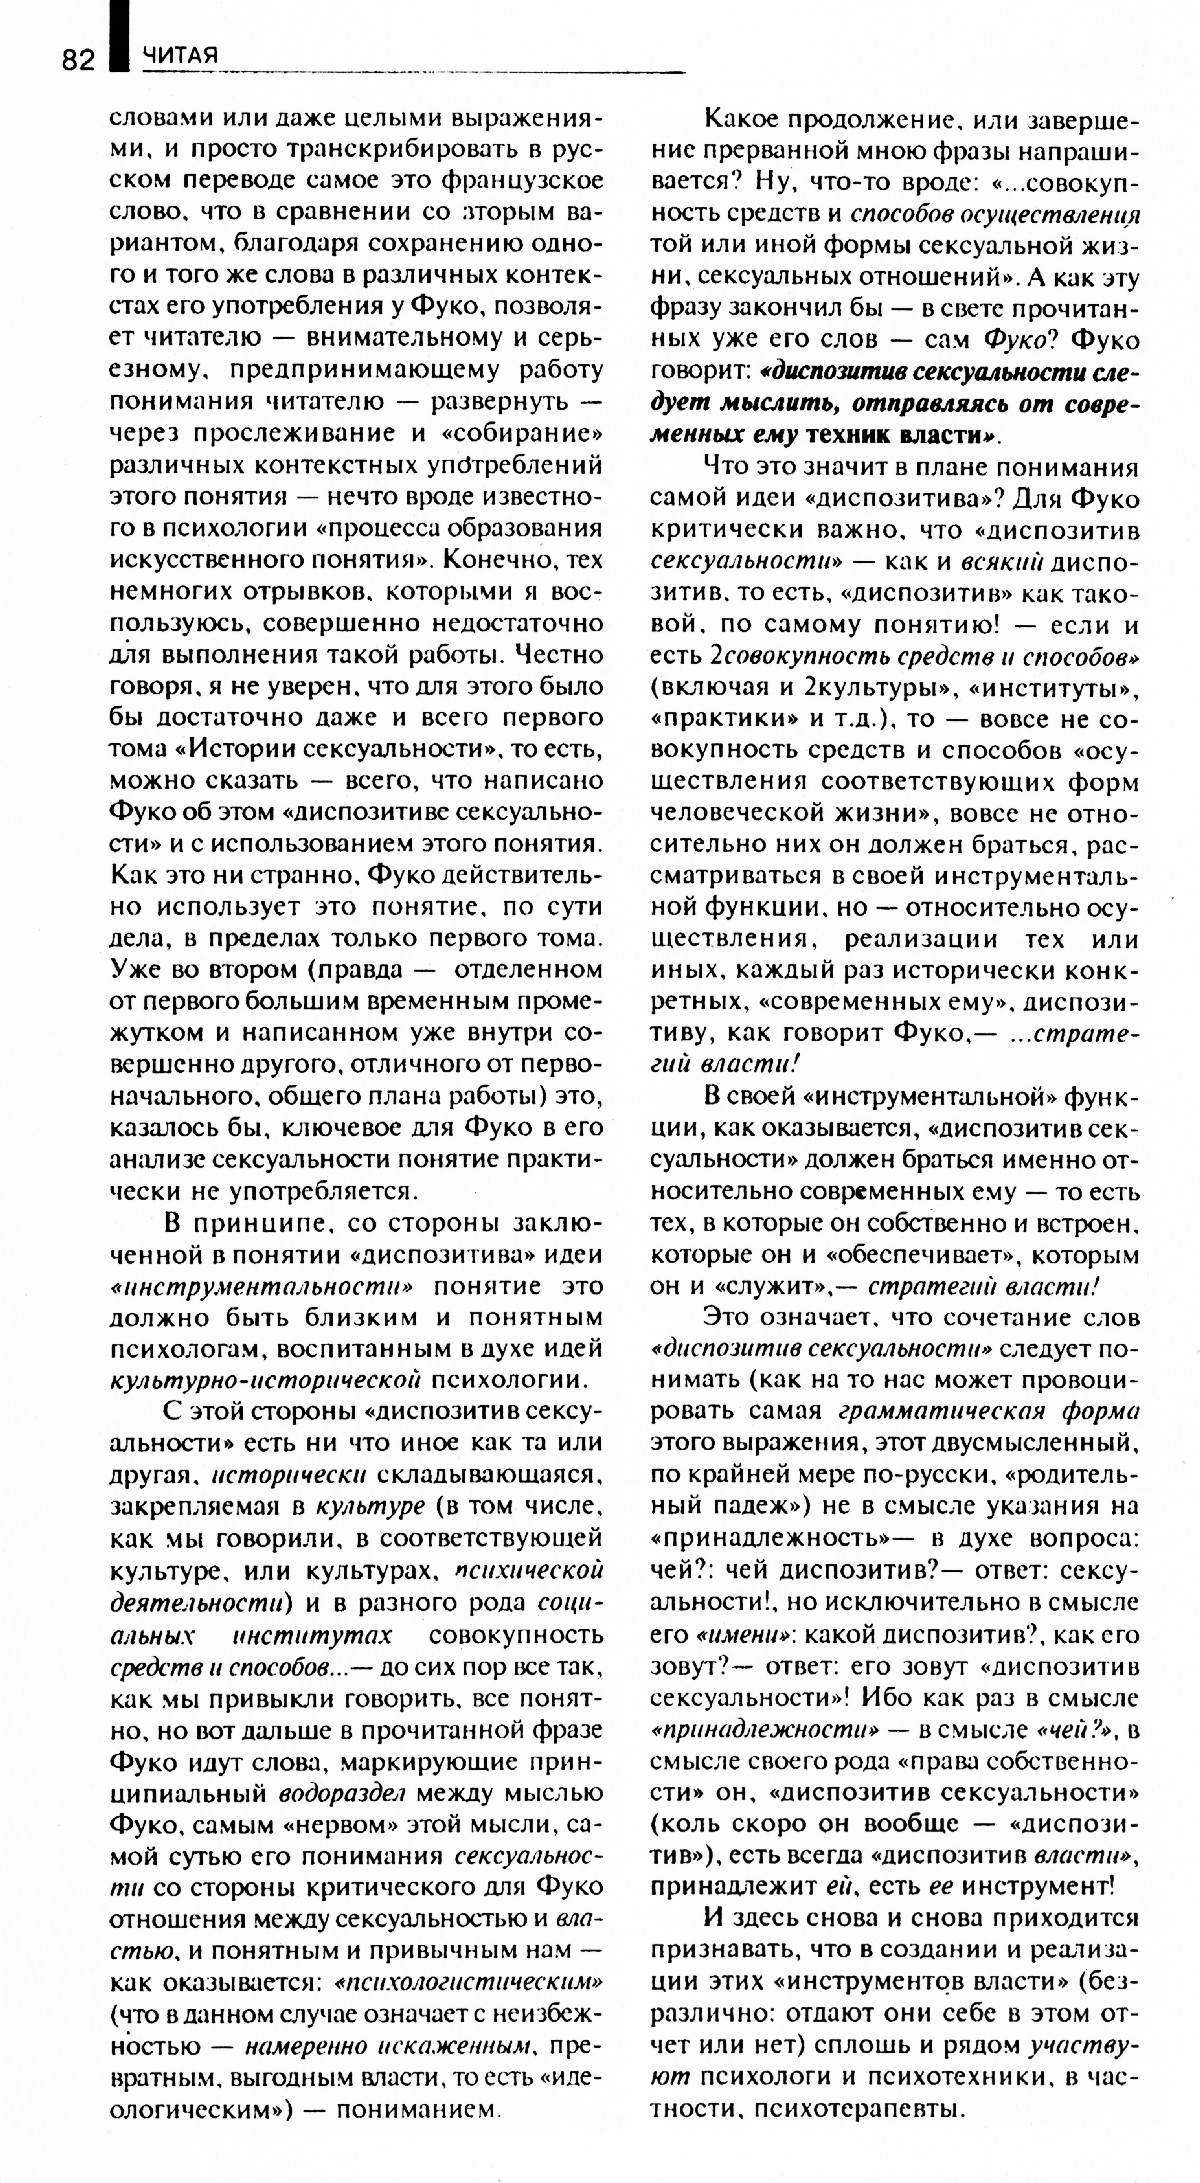 82
ЧИТАЯ
словами или даже целыми выражения-
ми, и просто транскрибировать в рус-
ском переводе самое это французское
слово, что в сравнении со вторым ва-
риантом, благодаря сохранению одно-
го и того же слова в различных контек-
стах его употребления у Фуко, позволя-
ет читателю — внимательному и серь-
езному, предпринимающему работу
понимания читателю — развернуть —
через прослеживание и «собирание»
различных контекстных употреблений
этого понятия — нечто вроде известно-
го в психологии «процесса образования
искусственного понятия». Конечно, тех
немногих отрывков, которыми я вос-
пользуюсь, совершенно недостаточно
для выполнения такой работы. Честно
говоря, я не уверен, что для этого было
бы достаточно даже и всего первого
тома «Истории сексуальности», то есть,
можно сказать — всего, что написано
Фуко об этом «диспозитиве сексуально-
сти» и с использованием этого понятия.
Как это ни странно, Фуко действитель-
но использует это понятие, по сути
дела, в пределах только первого тома.
Уже во втором (правда — отделенном
от первого большим временным проме-
жутком и написанном уже внутри со-
вершенно другого, отличного от перво-
начального, общего плана работы) это,
казалось бы, ключевое для Фуко в его
анализе сексуальности понятие практи-
чески не употребляется.
В принципе, со стороны заклю-
ченной в понятии «диспозитива» идеи
«инструментальности» понятие это
должно быть близким и понятным
психологам, воспитанным в духе идей
культурно-исторической психологии.
С этой стороны «диспозитив сексу-
альности» есть ни что иное как та или
другая, исторически складывающаяся,
закрепляемая в культуре (в том числе,
как мы говорили, в соответствующей
культуре, или культурах, психической
деятельности) и в разного рода соци-
альных институтах совокупность
средств и способов...— до сих пор все так,
как мы привыкли говорить, все понят-
но, но вот дальше в прочитанной фразе
Фуко идут слова, маркирующие прин-
ципиальный водораздел между мыслью
Фуко, самым «нервом» этой мысли, са-
мой сутью его понимания сексуальнос-
ти со стороны критического для Фуко
отношения между сексуальностью и вла-
стью, и понятным и привычным нам —
как оказывается: «психологистическим»
(что в данном случае означает с неизбеж-
ностью — намеренно искаженным, пре-
вратным, выгодным власти, то есть «иде-
ологическим») — пониманием.
Какое продолжение, или заверше-
ние прерванной мною фразы напраши-
вается? Ну, что-то вроде: «...совокуп-
ность средств и способов осуществления
той или иной формы сексуальной жиз-
ни, сексуальных отношений». А как эту
фразу закончил бы — в свете прочитан-
ных уже его слов — сам Фуко? Фуко
говорит: «диспозитив сексуальности сле-
дует мыслить, отправляясь от совре-
менных ему техник власти».
Что это значит в плане понимания
самой идеи «диспозитива»? Для Фуко
критически важно, что «диспозитив
сексуальности» — как и всякий диспо-
зитив, то есть, «диспозитив» как тако-
вой, по самому понятию! — если и
есть 2совокупность средств и способов»
(включая и 2культуры», «институты»,
«практики» и т.д.), то — вовсе не со-
вокупность средств и способов «осу-
ществления соответствующих форм
человеческой жизни», вовсе не отно-
сительно них он должен браться, рас-
сматриваться в своей инструменталь-
ной функции, но — относительно осу-
ществления, реализации тех или
иных, каждый раз исторически конк-
ретных, «современных ему», диспози-
тиву, как говорит Фуко,— ...страте-
гий власти!
В своей «инструментальной» функ-
ции, как оказывается, «диспозитив сек-
суальности» должен браться именно от-
носительно современных ему — то есть
тех, в которые он собственно и встроен,
которые он и «обеспечивает», которым
он и «служит»,— стратегий власти!
Это означает, что сочетание слов
«диспозитив сексуальности» следует по-
нимать (как на то нас может провоци-
ровать самая грамматическая форма
этого выражения, этот двусмысленный,
по крайней мере по-русски, «родитель-
ный падеж») не в смысле указания на
«принадлежность»— в духе вопроса:
чей?: чей диспозитив?— ответ: сексу-
альности!, но исключительно в смысле
его «имени»: какой диспозитив?, как его
зовут?— ответ: его зовут «диспозитив
сексуальности»! Ибо как раз в смысле
«принадлежности» — в смысле «чей?», в
смысле своего рода «права собственно-
сти» он, «диспозитив сексуальности»
(коль скоро он вообще — «диспози-
тив»), есть всегда «диспозитив власти»,
принадлежит ей, есть ее инструмент!
И здесь снова и снова приходится
признавать, что в создании и реализа-
ции этих «инструментов власти» (без-
различно: отдают они себе в этом от-
чет или нет) сплошь и рядом участву-
ют психологи и психотехники, в час-
тности, психотерапевты.